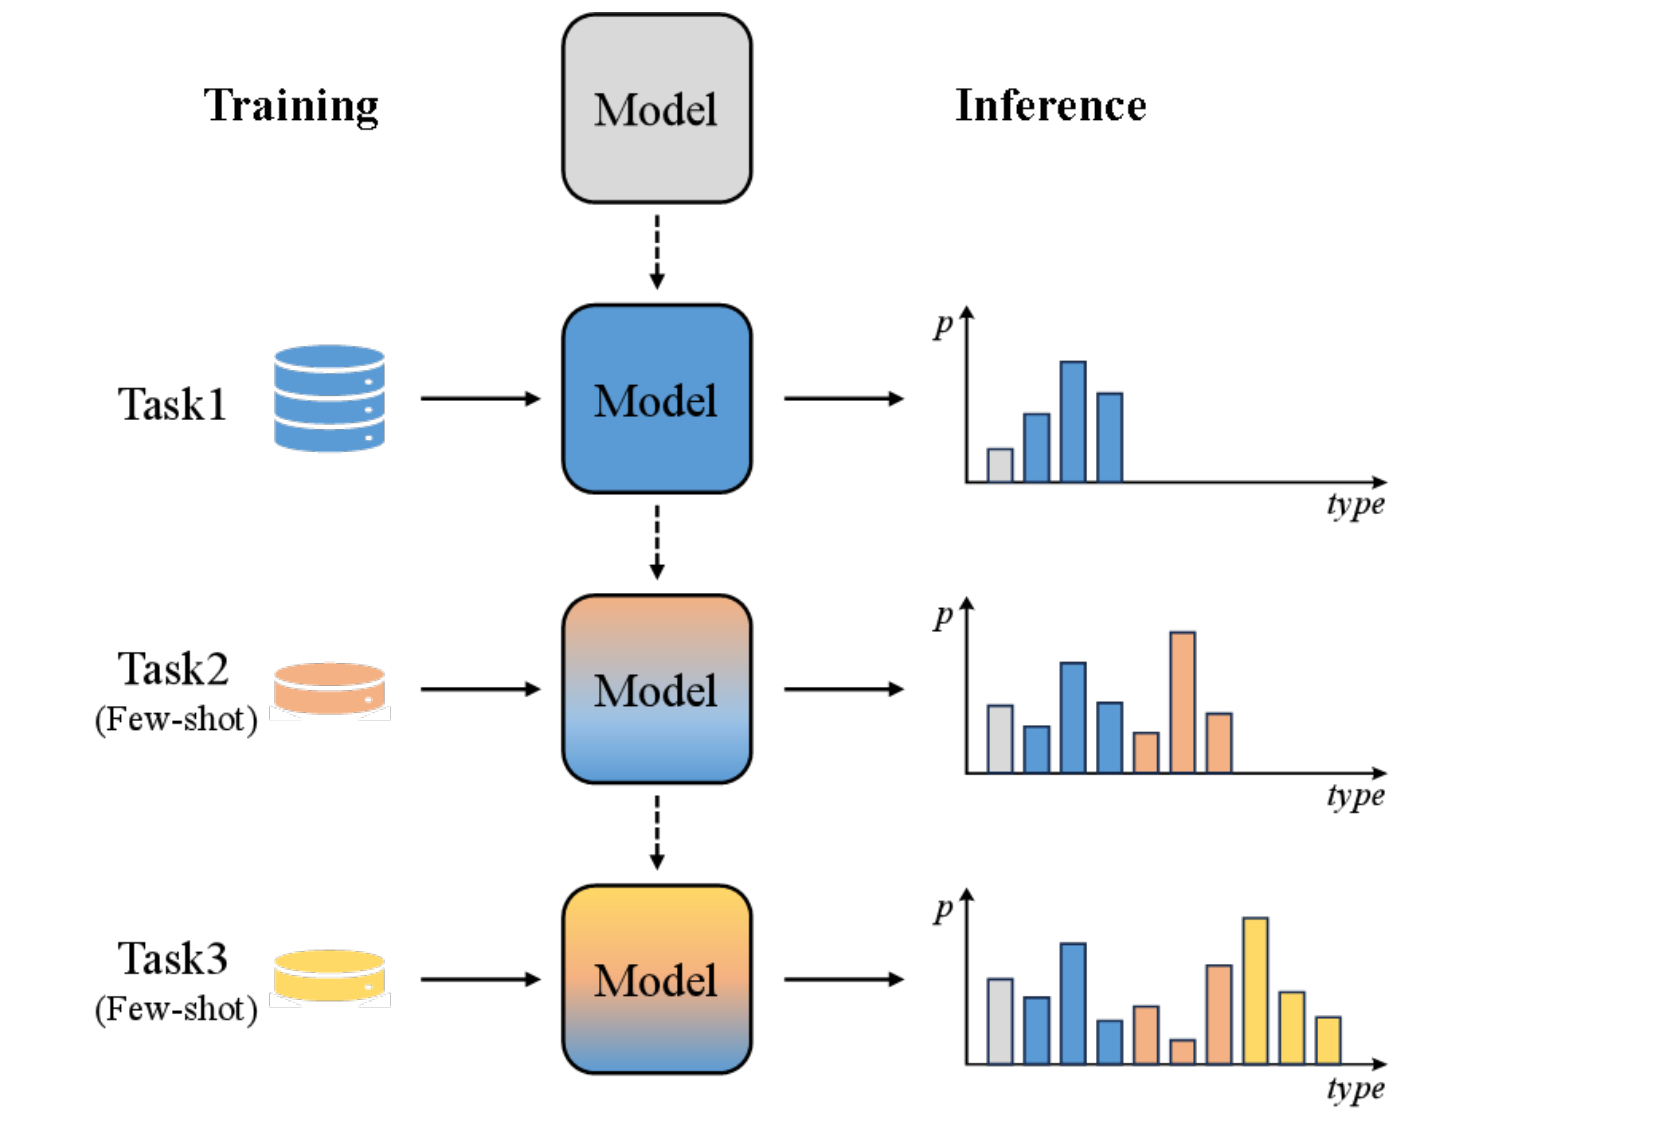 Training
Model
Inference
Task1
Model
p
type
Task2
(Few-shot)
Model
p
type
Task3
(Few-shot)
Model
p
type